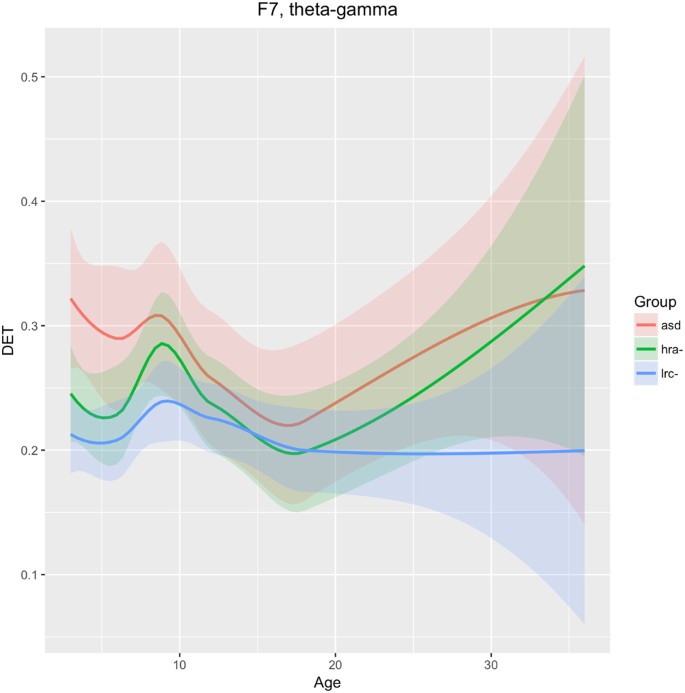 F7, theta-gamma
0.5
0.4
0.3
0.2
0.1
DET
10 20 30
Age
Group
asd
hra-
lrc-